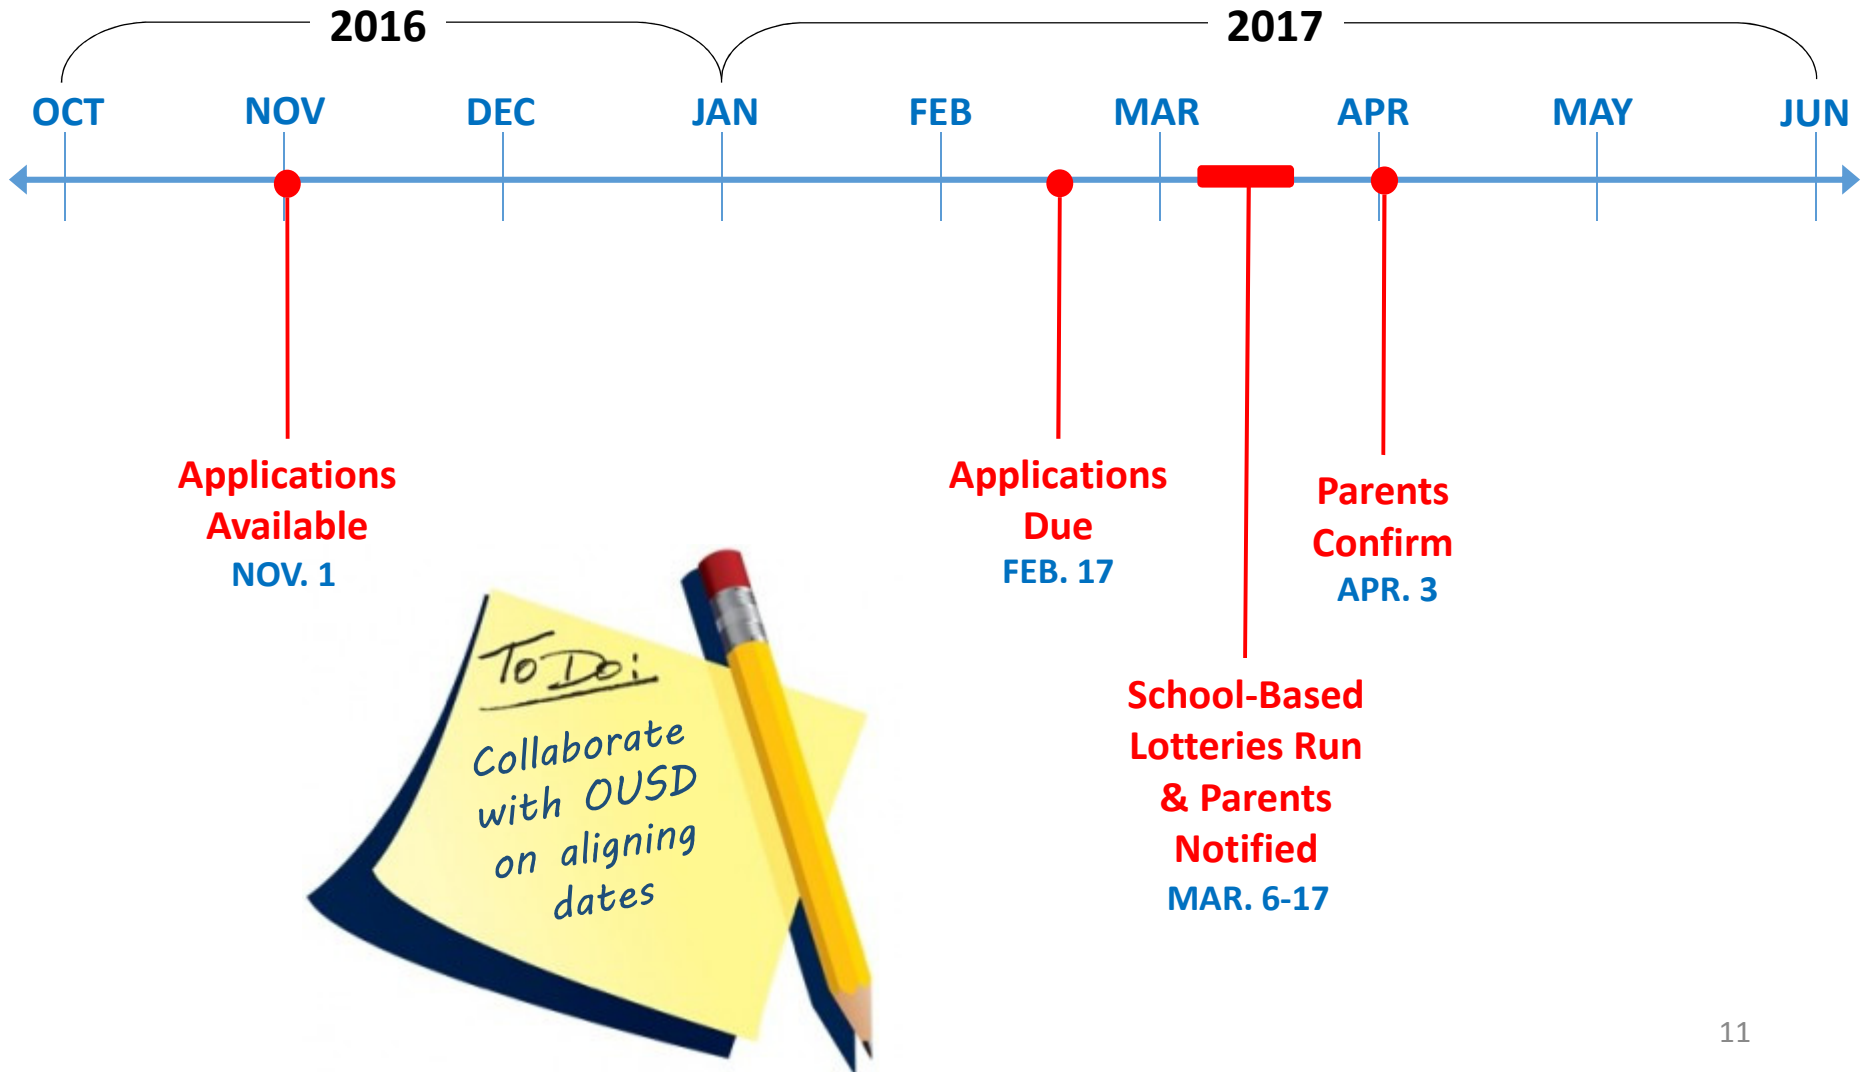 2016
2017
OCT NOV DEC JAN FEB MAR APR MAY JUN
Applications
Available
NOV. 1
Applications
Due
FEB. 17
Parents
Confirm
APR. 3
School-Based
Lotteries Run
& Parents
Notified
MAR. 6-17
To Do:
Collaborate
with OUSD
on aligning
dates
11